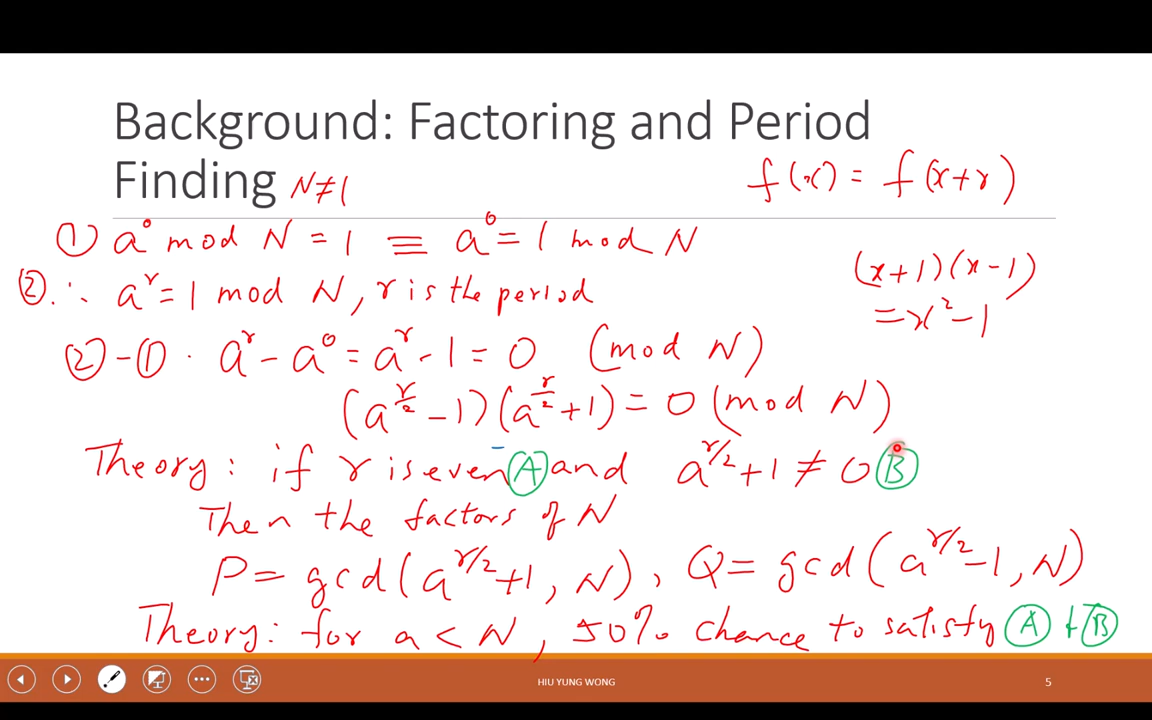 Background: Factoring and Period
Finding N≠1
f(x) = f(x+r)
① a⁰ mod N = 1 ≡ a⁰ = 1 mod N
②. ∴ aʳ = 1 mod N, r is the period
(x+1)(x-1)
= x² - 1
② - ① . aʳ - a⁰ = aʳ - 1 = 0 (mod N)
(a^(r/2) - 1)(a^(r/2) + 1) = 0 (mod N)
Theory: if r is even Ⓐ and a^(r/2) + 1 ≠ 0 Ⓑ
Then the factors of N
P = gcd(a^(r/2) + 1, N), Q = gcd(a^(r/2) - 1, N)
Theory: for a < N, 50% chance to satisfy Ⓐ + Ⓑ
HIU YUNG WONG
5